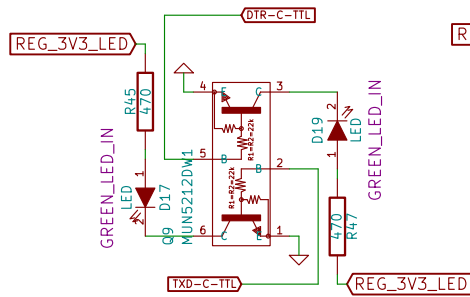 DTR-C-TTL
REG_3V3_LED
R
4
E
C
3
R45
470
2
GREEN_LED_IN
D19
LED
R1=R2=22k
5
B
B
2
1
GREEN_LED_IN
1
LED
D17
2
Q9
MUN5212DW1
R1=R2=22k
6
C
E
1
470
R47
TXD-C-TTL
REG_3V3_LED